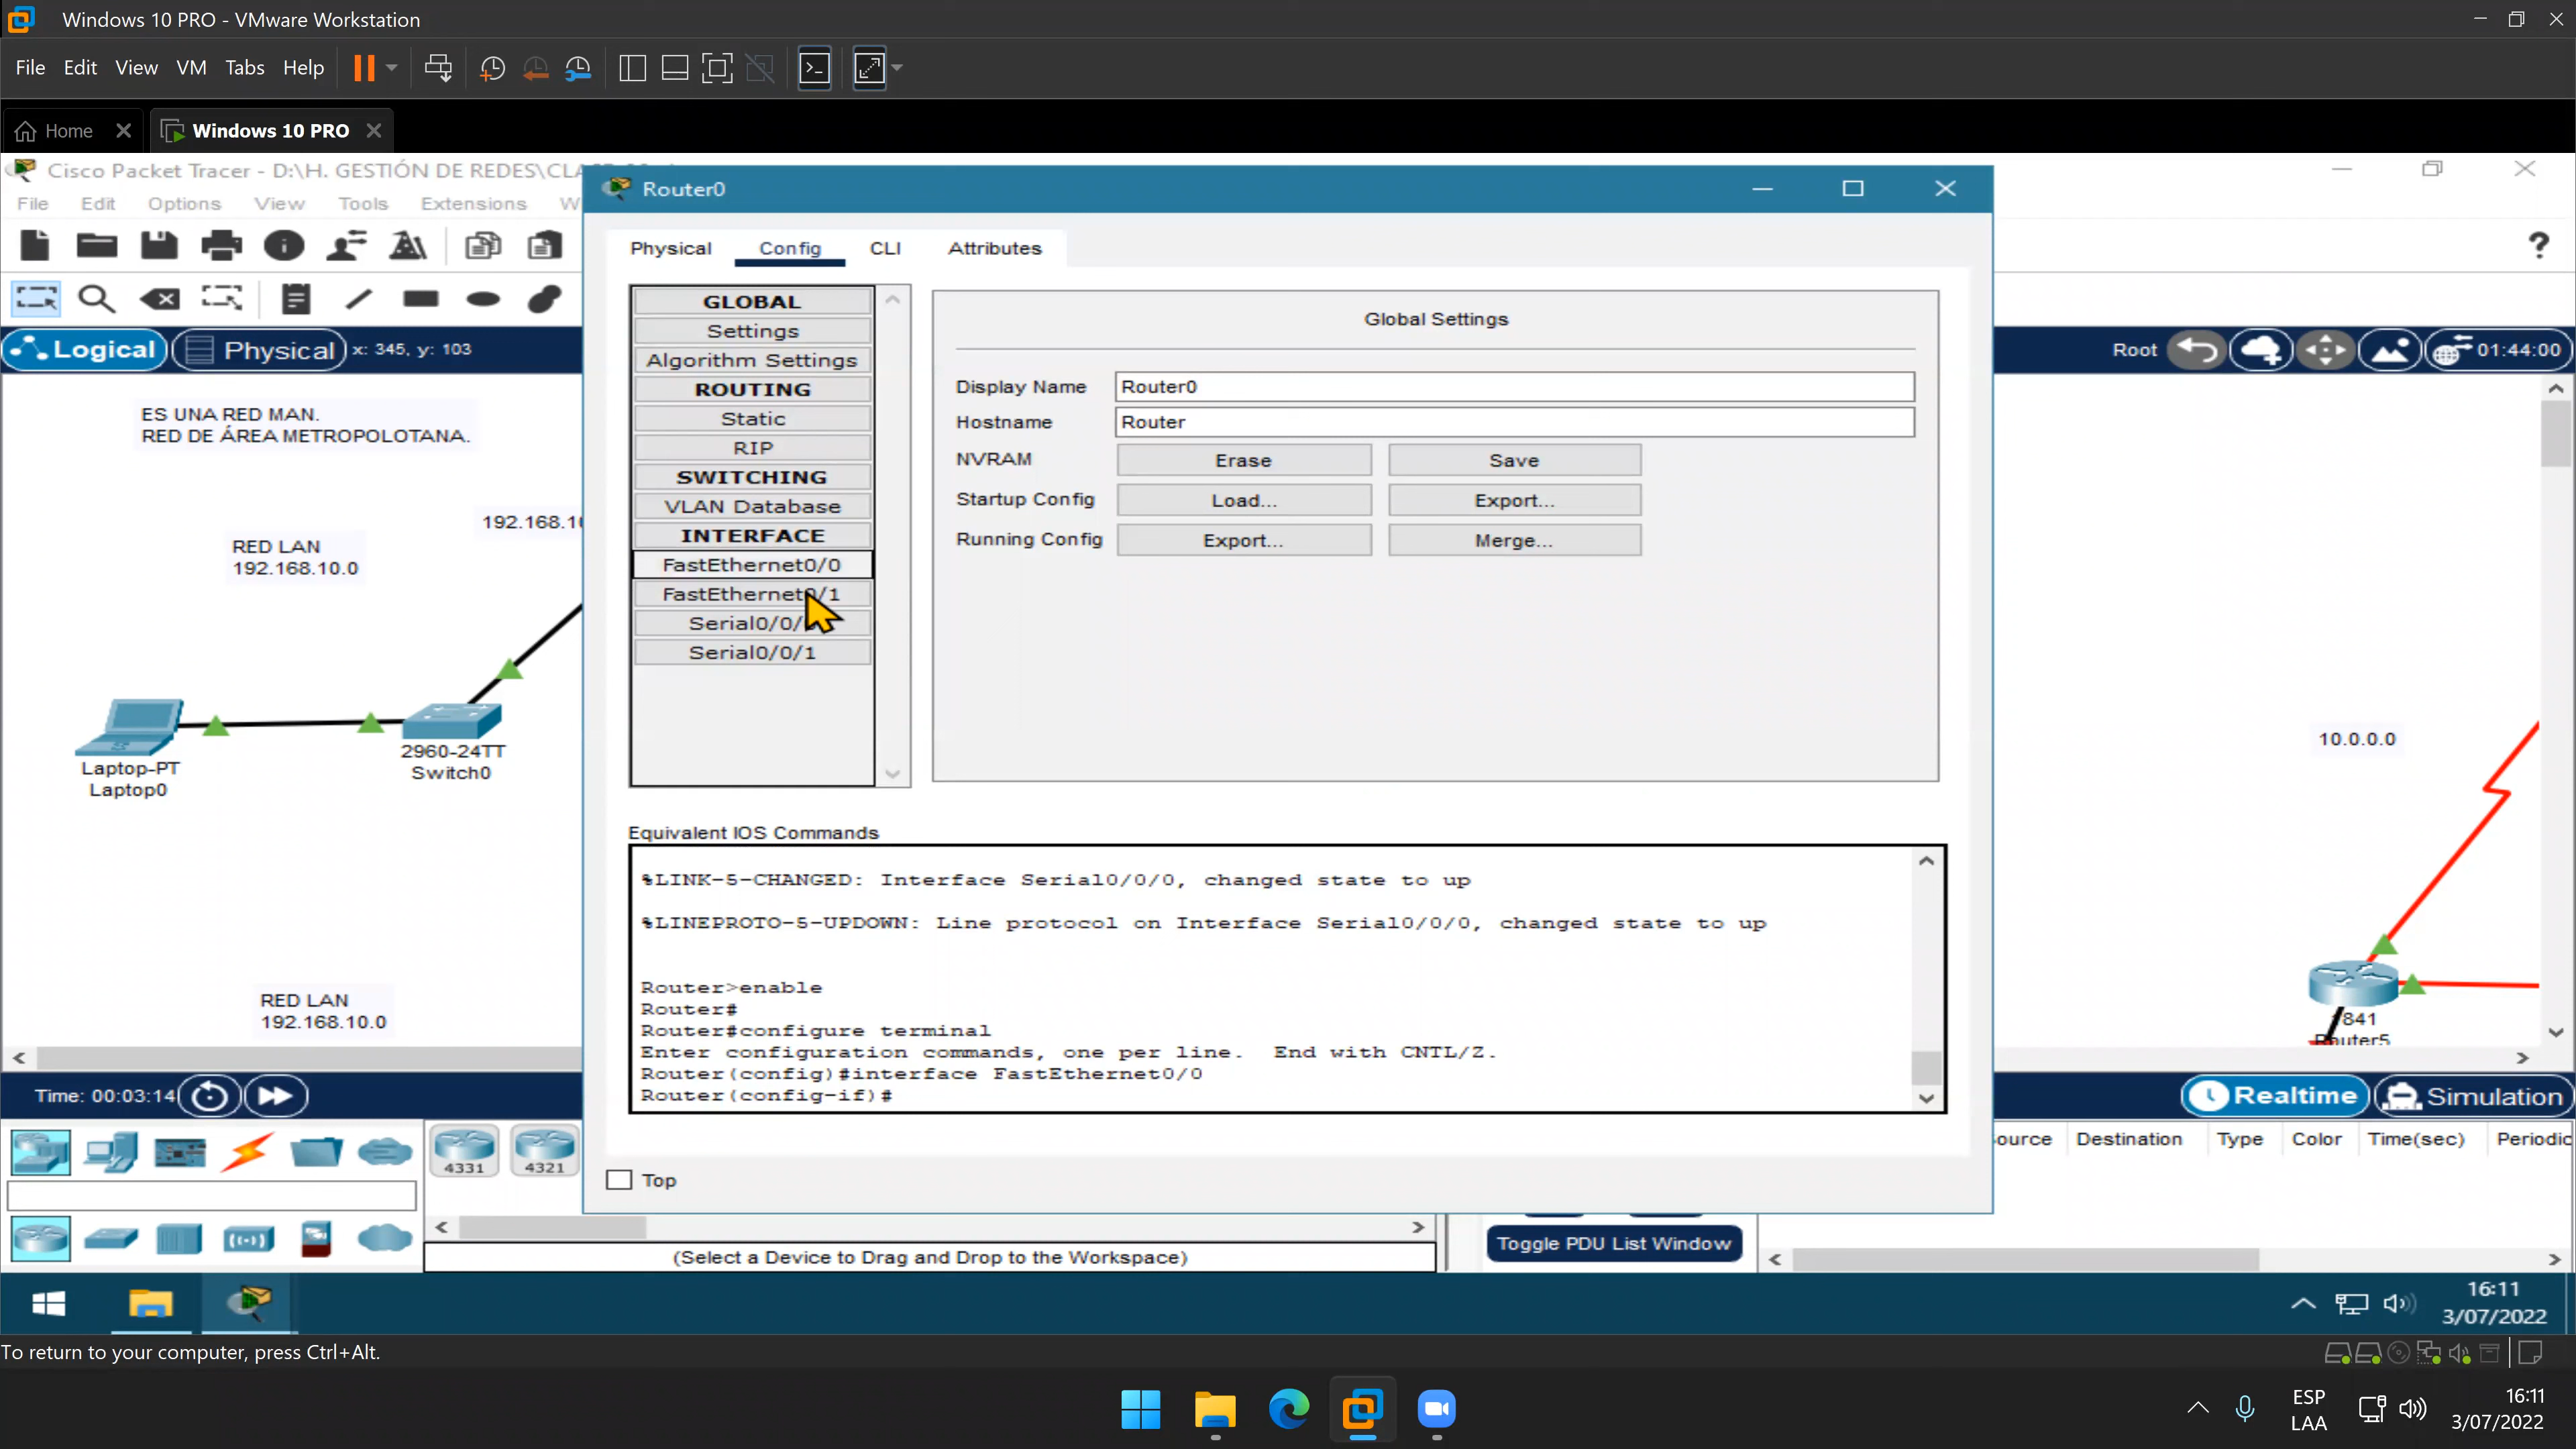 Windows 10 PRO - VMware Workstation
File Edit View VM Tabs Help
Home
Windows 10 PRO
Cisco Packet Tracer - D:\H. GESTIÓN DE REDES\CLA
File Edit Options View Tools Extensions W
Logical
Physical
x: 345, y: 103
Root
01:44:00
ES UNA RED MAN.
RED DE ÁREA METROPOLOTANA.
192.168.10
RED LAN
192.168.10.0
Laptop-PT
Laptop0
2960-24TT
Switch0
RED LAN
192.168.10.0
10.0.0.0
1841
Router5
Router0
Physical Config CLI Attributes
GLOBAL
Settings
Algorithm Settings
ROUTING
Static
RIP
SWITCHING
VLAN Database
INTERFACE
FastEthernet0/0
FastEthernet0/1
Serial0/0/
Serial0/0/1
Global Settings
Display Name Router0
Hostname Router
NVRAM Erase Save
Startup Config Load... Export...
Running Config Export... Merge...
Equivalent IOS Commands
%LINK-5-CHANGED: Interface Serial0/0/0, changed state to up
%LINEPROTO-5-UPDOWN: Line protocol on Interface Serial0/0/0, changed state to up
Router>enable
Router#
Router#configure terminal
Enter configuration commands, one per line. End with CNTL/Z.
Router(config)#interface FastEthernet0/0
Router(config-if)#
Top
Time: 00:03:14
Realtime
Simulation
4331
4321
ource Destination Type Color Time(sec) Periodic
(Select a Device to Drag and Drop to the Workspace)
Toggle PDU List Window
16:11
3/07/2022
To return to your computer, press Ctrl+Alt.
ESP
LAA
16:11
3/07/2022